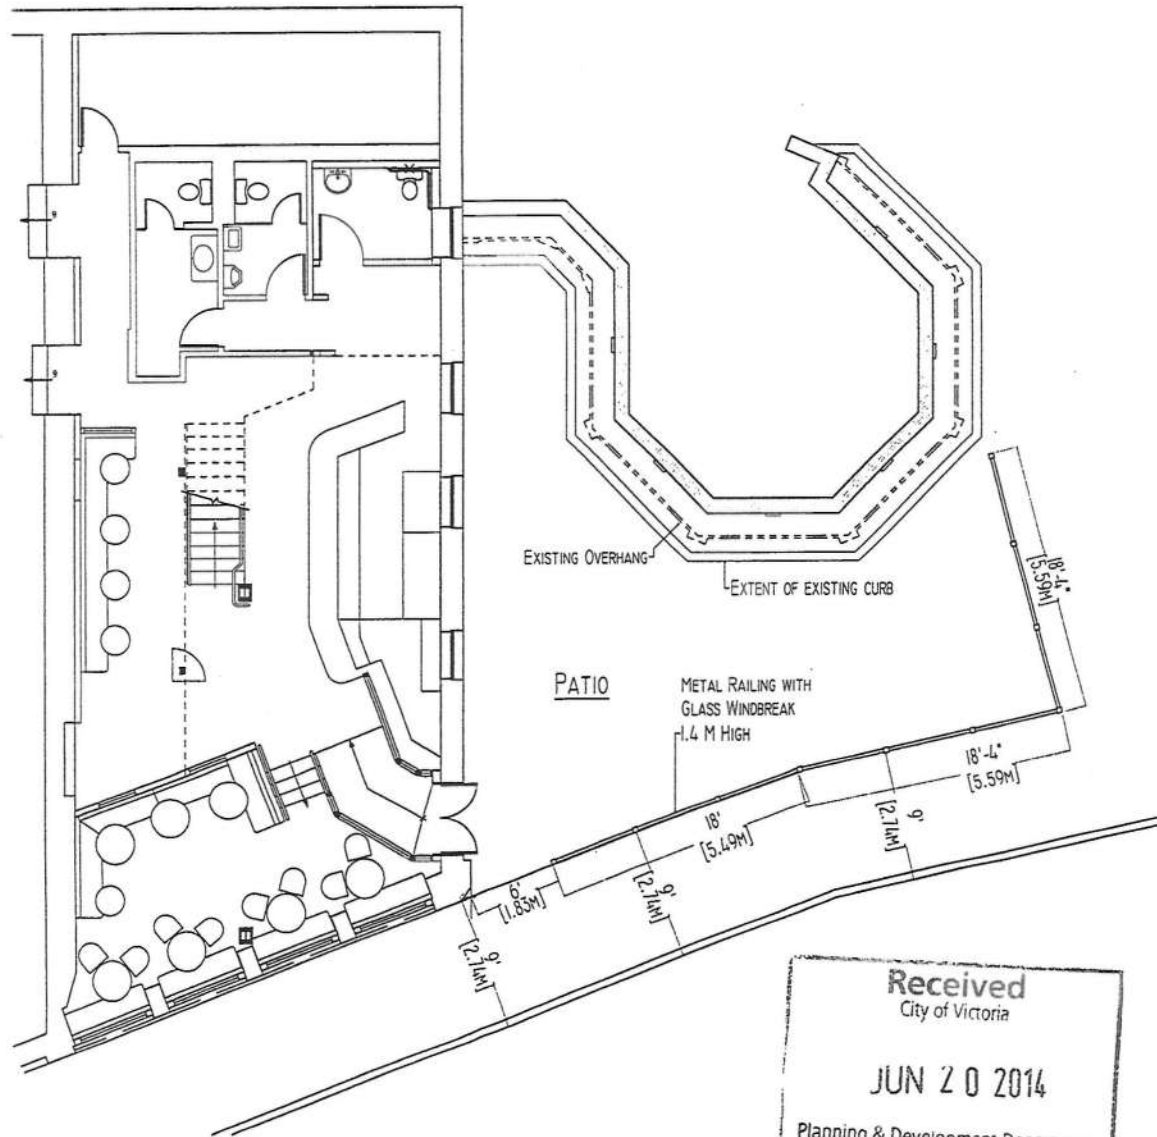 EXISTING OVERHANG
EXTENT OF EXISTING CURB
18'-4"
[5.59M]
PATIO
METAL RAILING WITH
GLASS WINDBREAK
1.4 M HIGH
18'-4"
[5.59M]
9'
[2.74M]
18'
[5.49M]
9'
[2.74M]
6'
[1.83M]
9'
[2.74M]
Received
City of Victoria
JUN 20 2014
Planning & Development